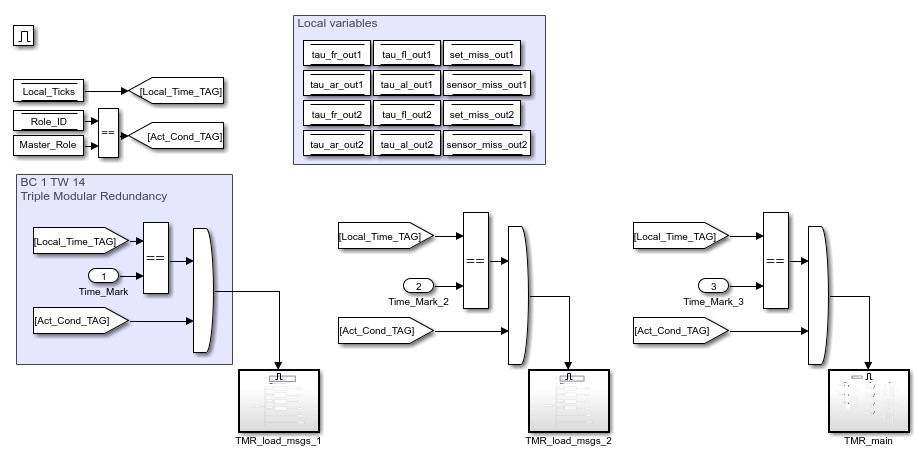 Local variables
tau_fr_out1 tau_fl_out1 set_miss_out1
tau_ar_out1 tau_al_out1 sensor_miss_out1
tau_fr_out2 tau_fl_out2 set_miss_out2
tau_ar_out2 tau_al_out2 sensor_miss_out2
Local_Ticks [Local_Time_TAG]
Role_ID
== [Act_Cond_TAG]
Master_Role
BC 1 TW 14
Triple Modular Redundancy
[Local_Time_TAG]
==
1
Time_Mark
[Act_Cond_TAG]
TMR_load_msgs_1
[Local_Time_TAG]
==
2
Time_Mark_2
[Act_Cond_TAG]
TMR_load_msgs_2
[Local_Time_TAG]
==
3
Time_Mark_3
[Act_Cond_TAG]
TMR_main